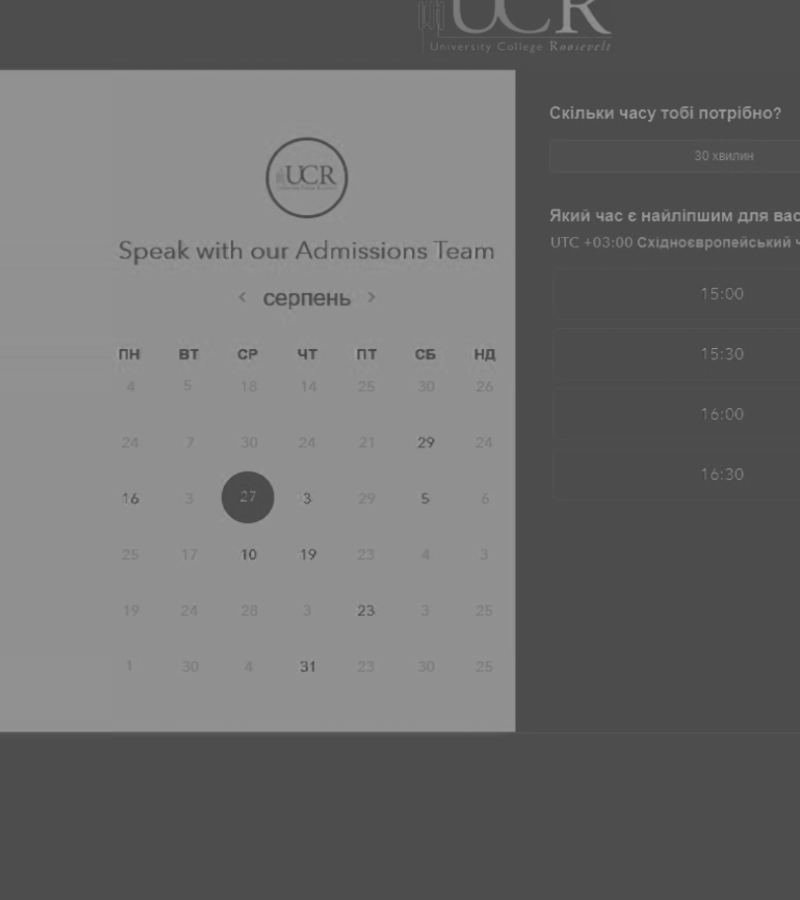 UCR
University College Roosevelt
UCR
Speak with our Admissions Team
< серпень >
ПН ВТ СР ЧТ ПТ СБ НД
4 5 18 14 25 30 26
24 7 30 24 21 29 24
16 3 27 3 29 5 6
25 17 10 19 23 4 3
19 24 28 3 23 3 25
1 30 4 31 23 30 25
Скільки часу тобі потрібно?
30 хвилин
Який час є найліпшим для вас
UTC +03:00 Східноєвропейський ч
15:00
15:30
16:00
16:30